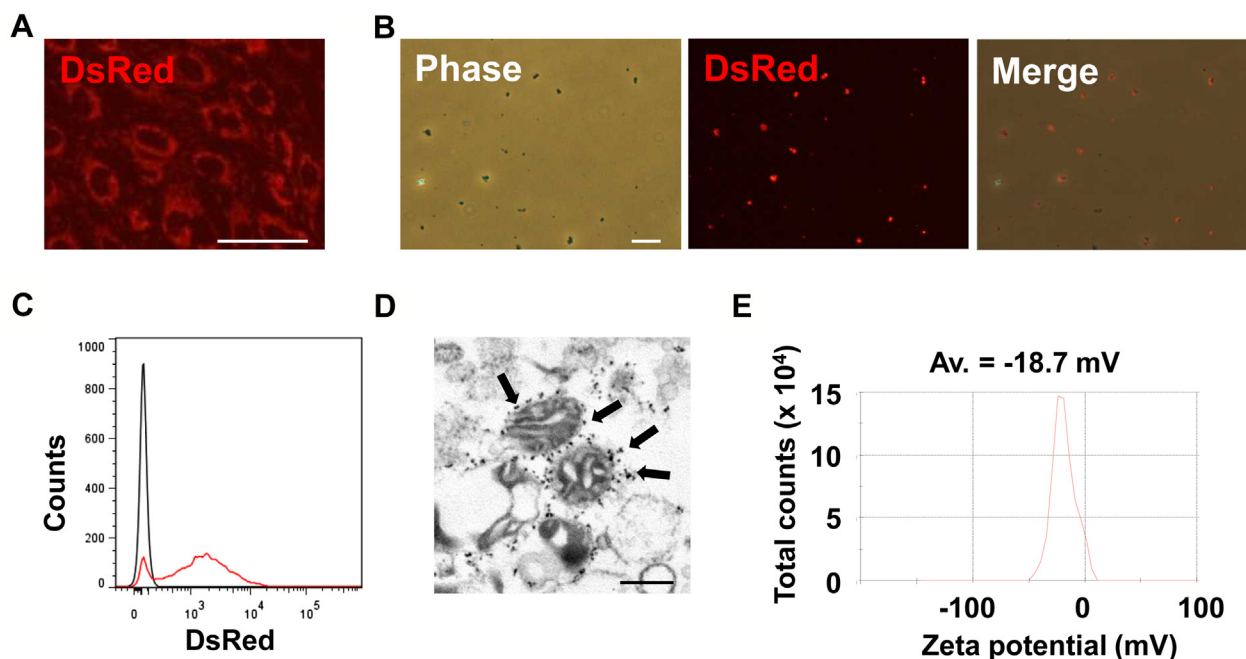 A
DsRed
B
Phase
DsRed
Merge
C
1000
800
600
400
200
0
Counts
0 10³ 10⁴ 10⁵
DsRed
D
E
Av. = -18.7 mV
Total counts (x 10⁴)
15
10
5
0
-100 0 100
Zeta potential (mV)